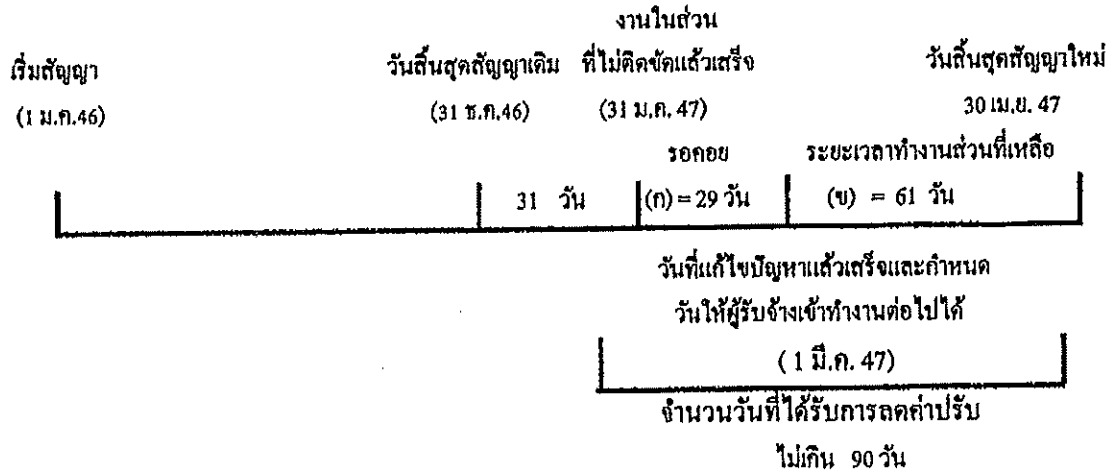 งานในส่วน
เริ่มสัญญา วันสิ้นสุดสัญญาเดิม ที่ไม่ติดขัดแล้วเสร็จ วันสิ้นสุดสัญญาใหม่
(1 ม.ค.46) (31 ธ.ค.46) (31 ม.ค. 47) 30 เม.ย. 47
รอคอย ระยะเวลาทำงานส่วนที่เหลือ
31 วัน (ก) = 29 วัน (ข) = 61 วัน
วันที่แก้ไขปัญหาแล้วเสร็จและกำหนด
วันให้ผู้รับจ้างเข้าทำงานต่อไปได้
( 1 มี.ค. 47)
จำนวนวันที่ได้รับการลดค่าปรับ
ไม่เกิน 90 วัน